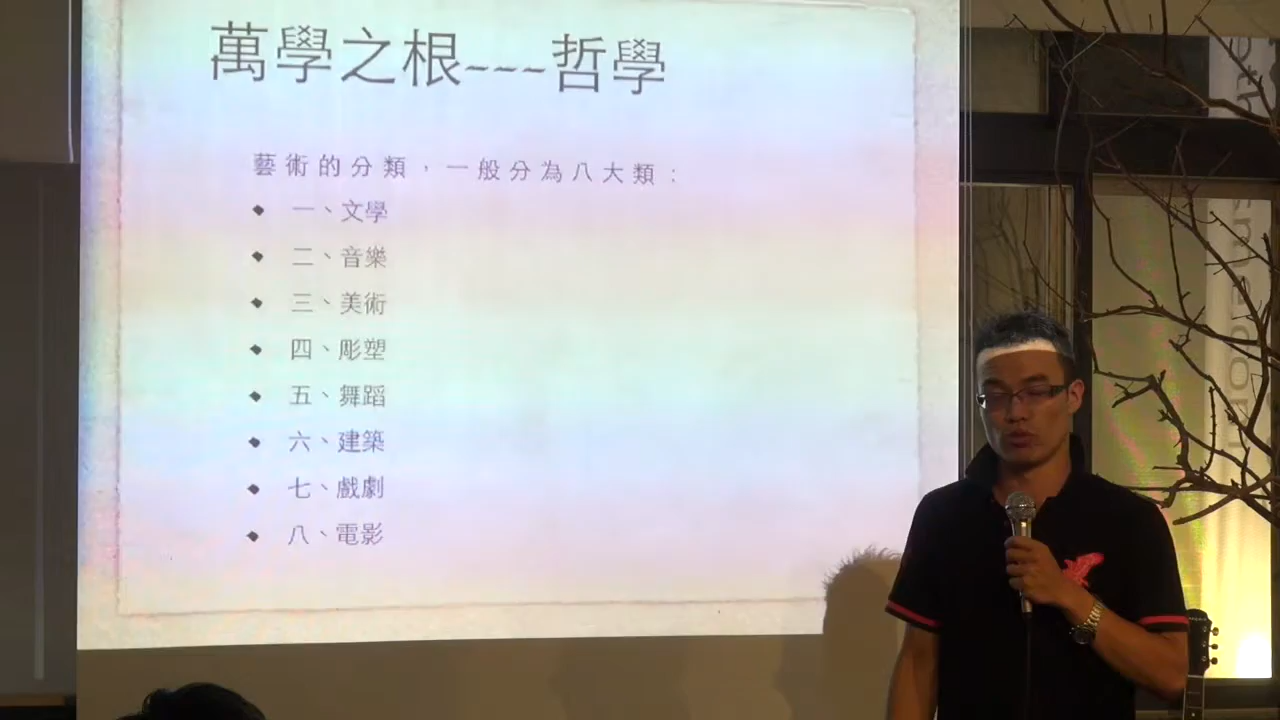 萬學之根---哲學
藝術的分類，一般分為八大類：
◆ 一、文學
◆ 二、音樂
◆ 三、美術
◆ 四、彫塑
◆ 五、舞蹈
◆ 六、建築
◆ 七、戲劇
◆ 八、電影